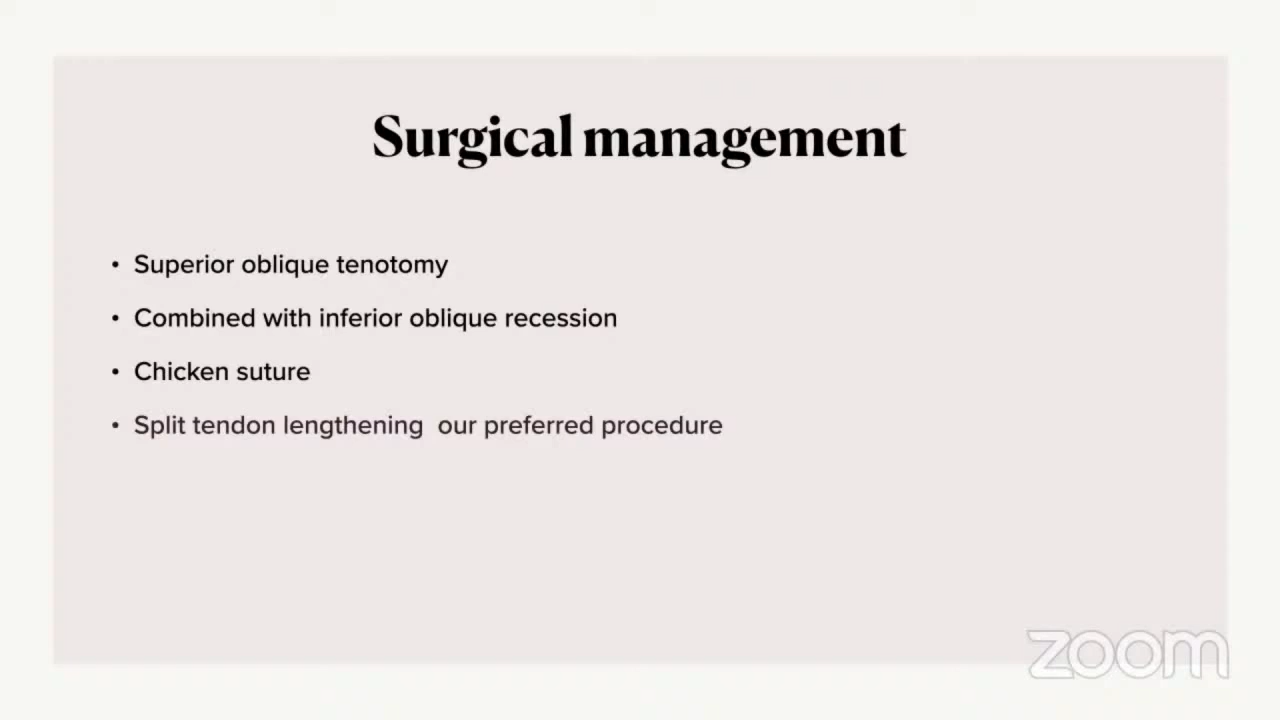 Surgical management
• Superior oblique tenotomy
• Combined with inferior oblique recession
• Chicken suture
• Split tendon lengthening  our preferred procedure
zoom